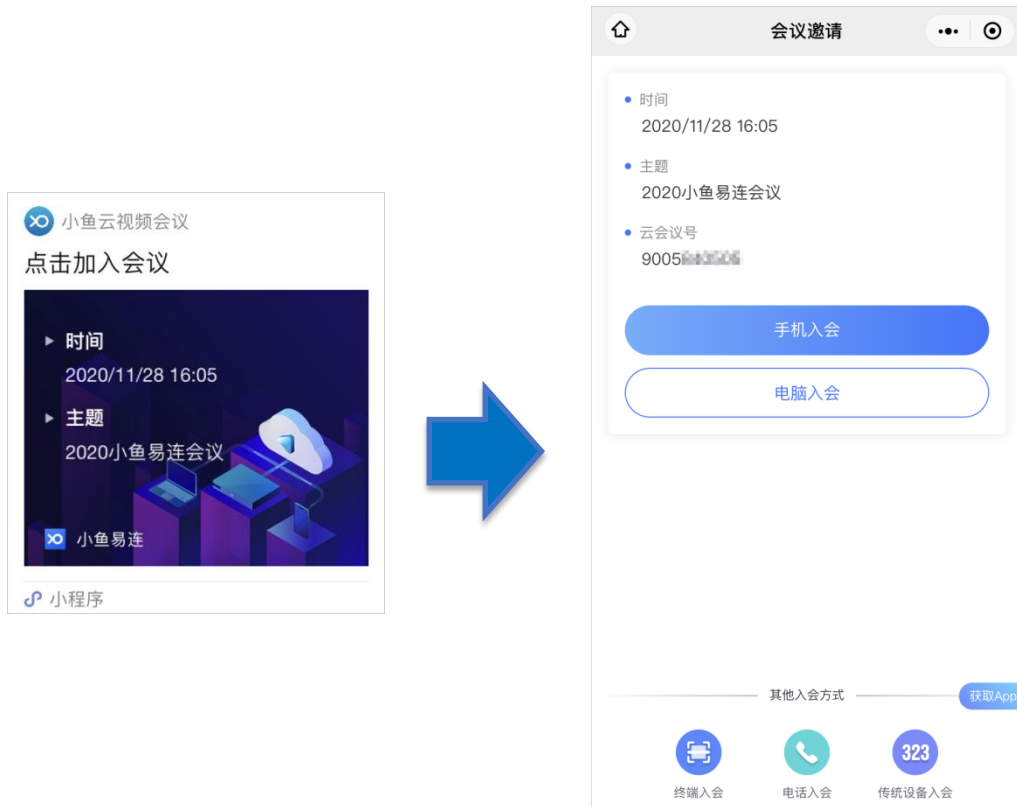 小鱼云视频会议
点击加入会议
时间
2020/11/28 16:05
主题
2020小鱼易连会议
小鱼易连
小程序
会议邀请
时间
2020/11/28 16:05
主题
2020小鱼易连会议
云会议号
9005
手机入会
电脑入会
其他入会方式
获取App
323
终端入会
电话入会
传统设备入会